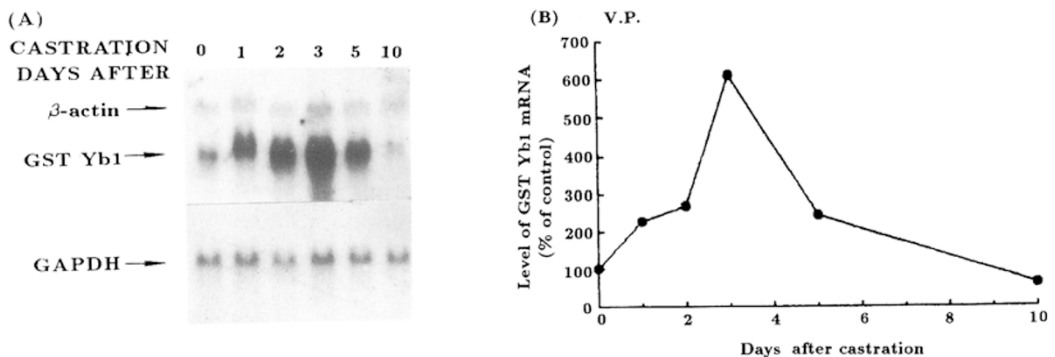 (A)
CASTRATION 0 1 2 3 5 10
DAYS AFTER
β-actin
GST Yb1
GAPDH
(B) V.P.
Level of GST Yb1 mRNA
(% of control)
700
600
500
400
300
200
100
0
0 2 4 6 8 10
Days after castration